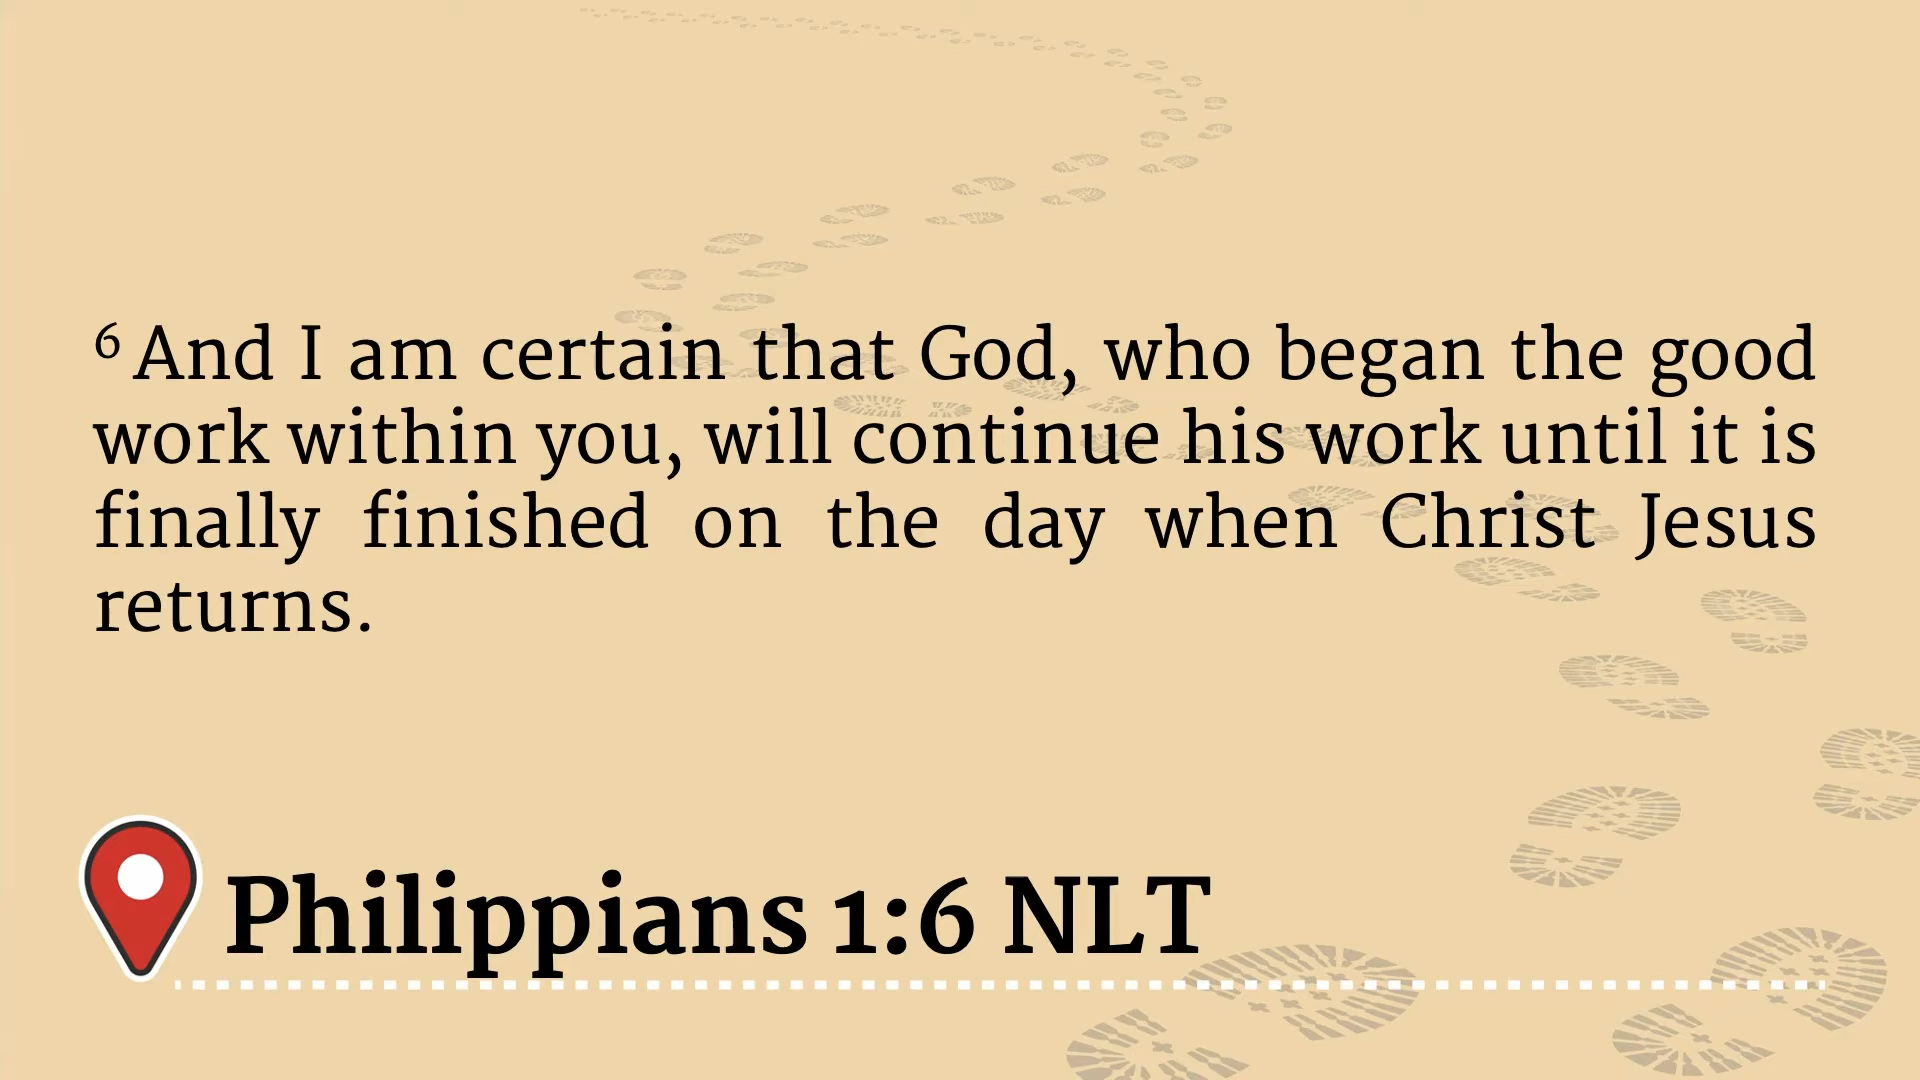 ⁶ And I am certain that God, who began the good
work within you, will continue his work until it is
finally finished on the day when Christ Jesus
returns.
Philippians 1:6 NLT